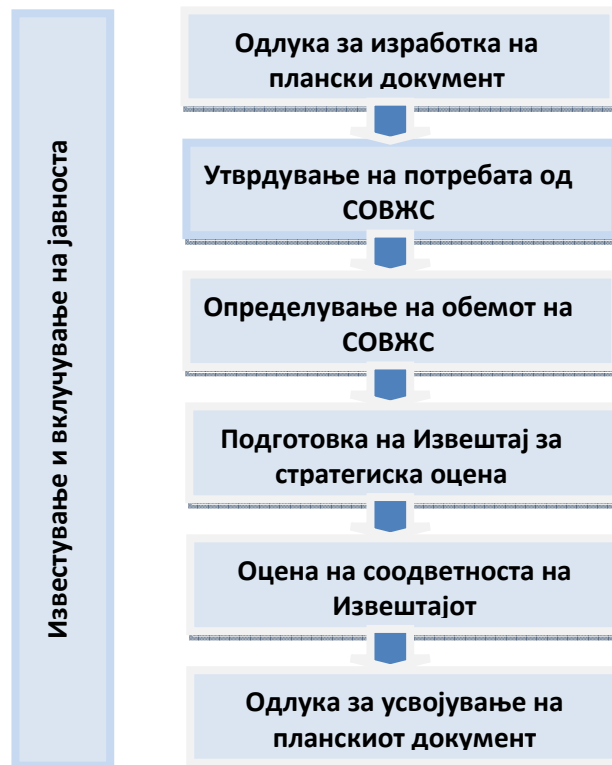 Известување и вклучување на јавноста
Одлука за изработка на
плански документ
Утврдување на потребата од
СОВЖС
Определување на обемот на
СОВЖС
Подготовка на Извештај за
стратегиска оцена
Оцена на соодветноста на
Извештајот
Одлука за усвојување на
планскиот документ